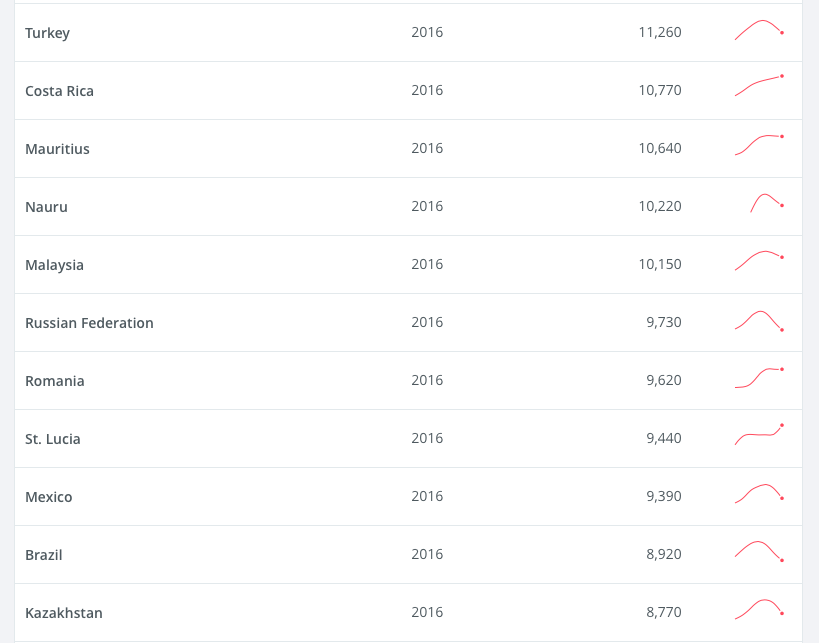 Turkey 2016 11,260
Costa Rica 2016 10,770
Mauritius 2016 10,640
Nauru 2016 10,220
Malaysia 2016 10,150
Russian Federation 2016 9,730
Romania 2016 9,620
St. Lucia 2016 9,440
Mexico 2016 9,390
Brazil 2016 8,920
Kazakhstan 2016 8,770